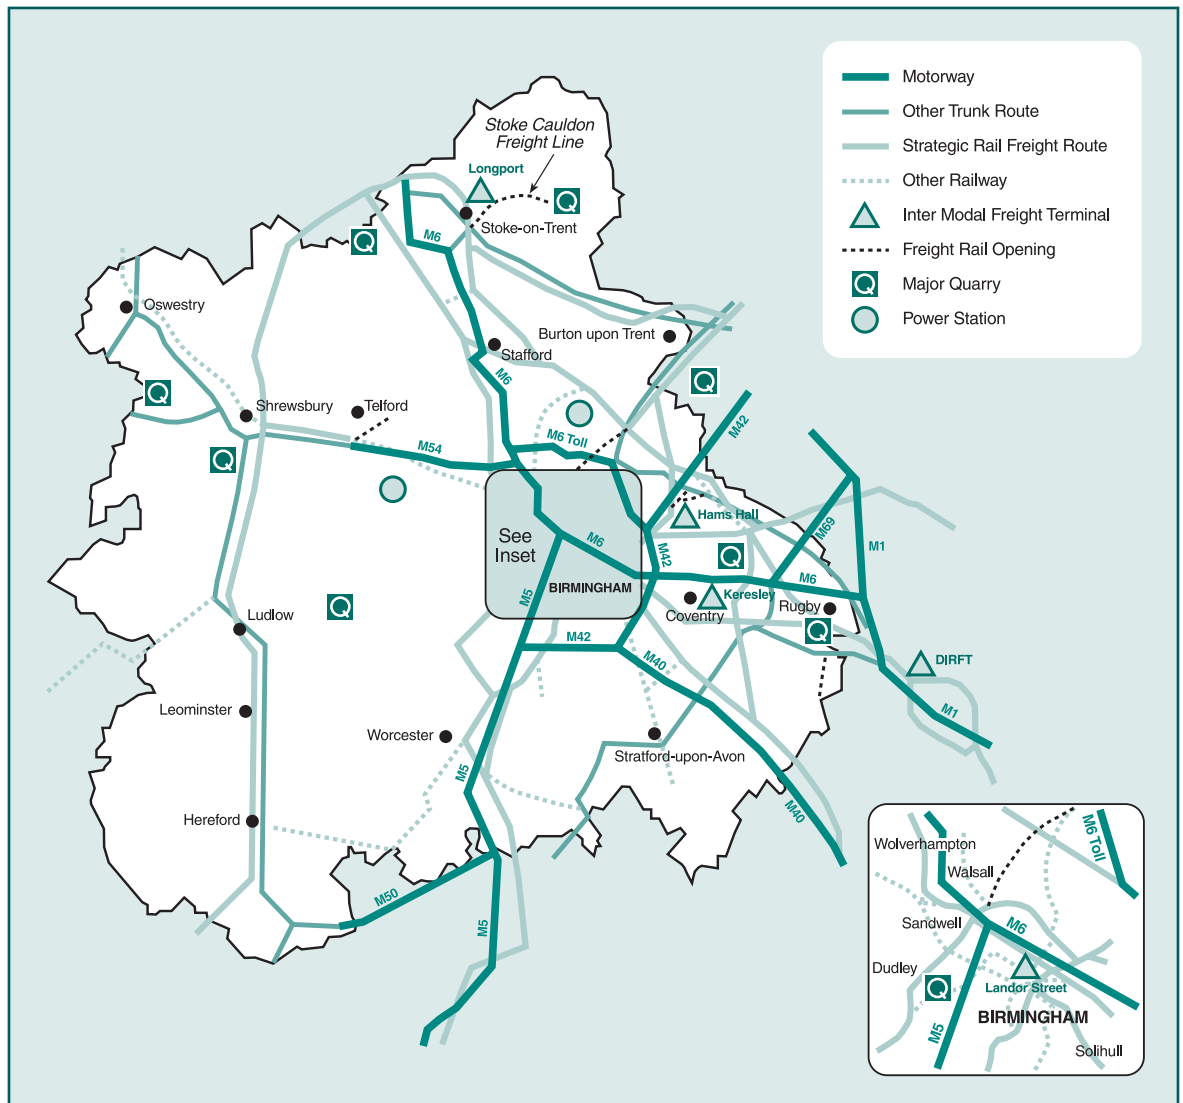 Motorway
Other Trunk Route
Strategic Rail Freight Route
Other Railway
Inter Modal Freight Terminal
Freight Rail Opening
Q Major Quarry
Power Station
Stoke Cauldon
Freight Line
Longport
Q
Stoke-on-Trent
M6
Q
Oswestry
Burton upon Trent
Stafford
M6
Q
Q
Shrewsbury
Telford
M42
M6 Toll
M54
Q
Hams Hall
See
Inset
M6
M69
M42
Q
M1
BIRMINGHAM
M5
M6
Keresley
Q
Coventry
Rugby
Ludlow
Q
M42
M40
DIRFT
Leominster
M1
Worcester
Stratford-upon-Avon
M5
M40
Hereford
M50
M5
Wolverhampton
M6 Toll
Walsall
Sandwell
M6
Dudley
Q
Landor Street
BIRMINGHAM
M5
Solihull